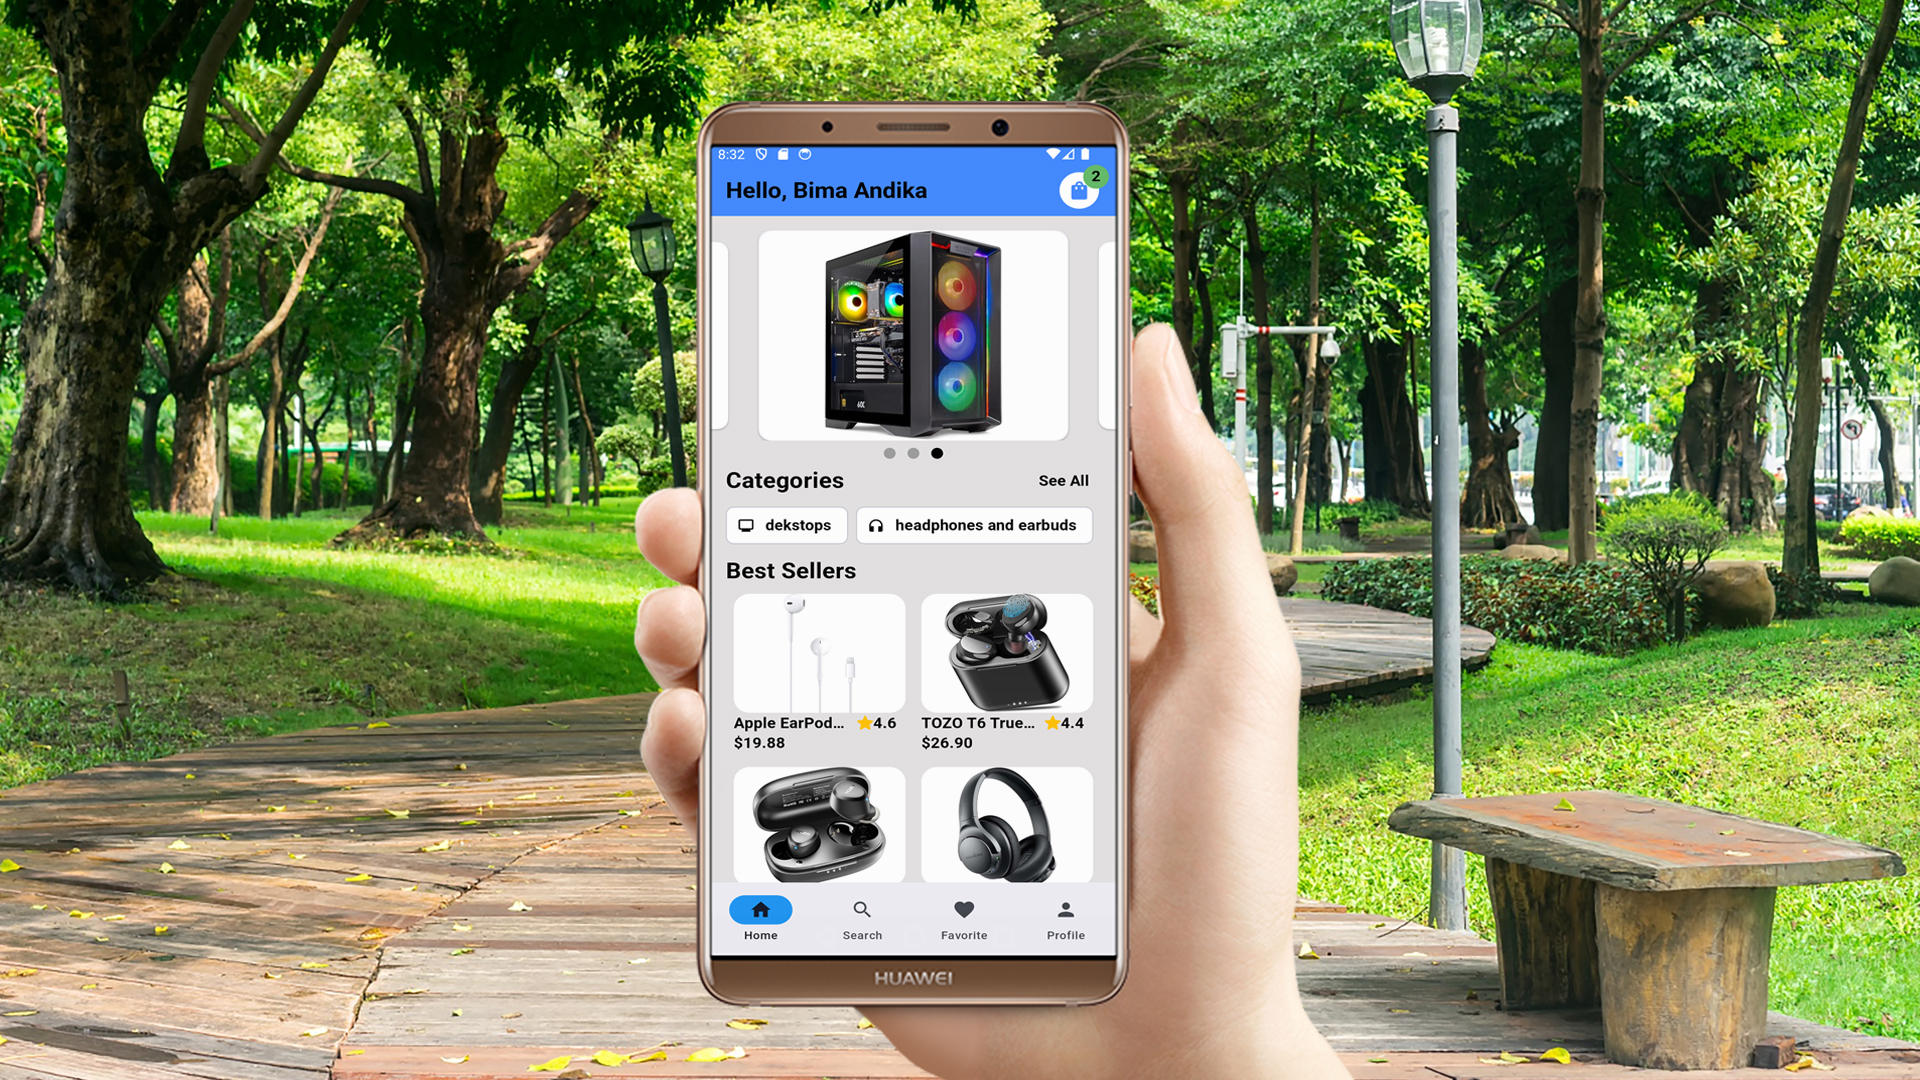 8:32
Hello, Bima Andika
2
Categories
See All
dekstops
headphones and earbuds
Best Sellers
Apple EarPod... 4.6
$19.88
TOZO T6 True... 4.4
$26.90
Home
Search
Favorite
Profile
HUAWEI